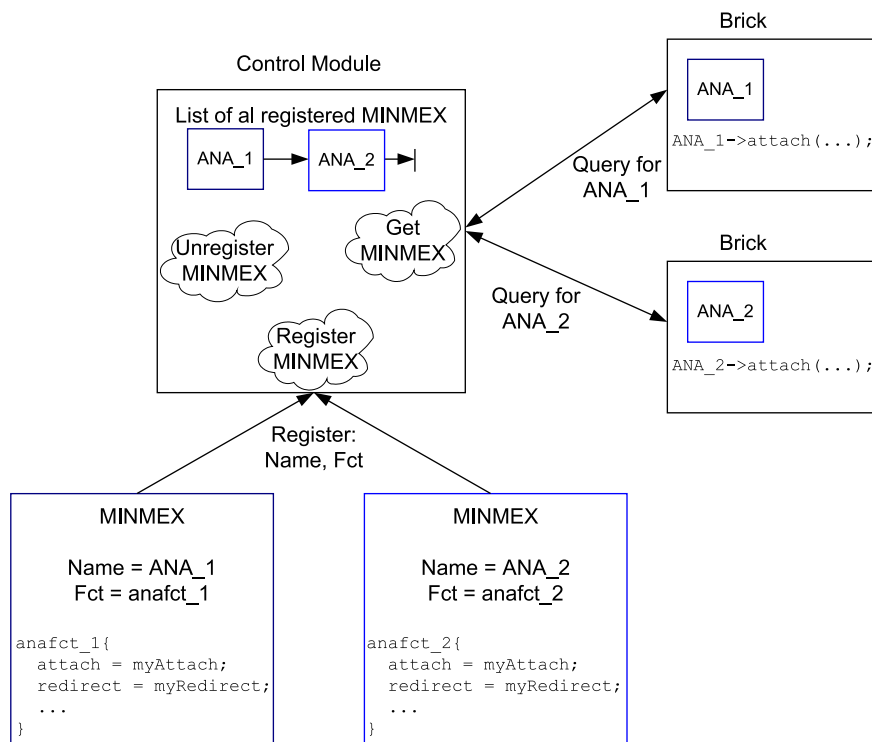 Control Module
List of al registered MINMEX
ANA_1
ANA_2
Unregister
MINMEX
Get
MINMEX
Register
MINMEX
Query for
ANA_1
Query for
ANA_2
Brick
ANA_1
ANA_1->attach(...);
Brick
ANA_2
ANA_2->attach(...);
Register:
Name, Fct
MINMEX
Name = ANA_1
Fct = anafct_1
anafct_1{
attach = myAttach;
redirect = myRedirect;
...
}
MINMEX
Name = ANA_2
Fct = anafct_2
anafct_2{
attach = myAttach;
redirect = myRedirect;
...
}